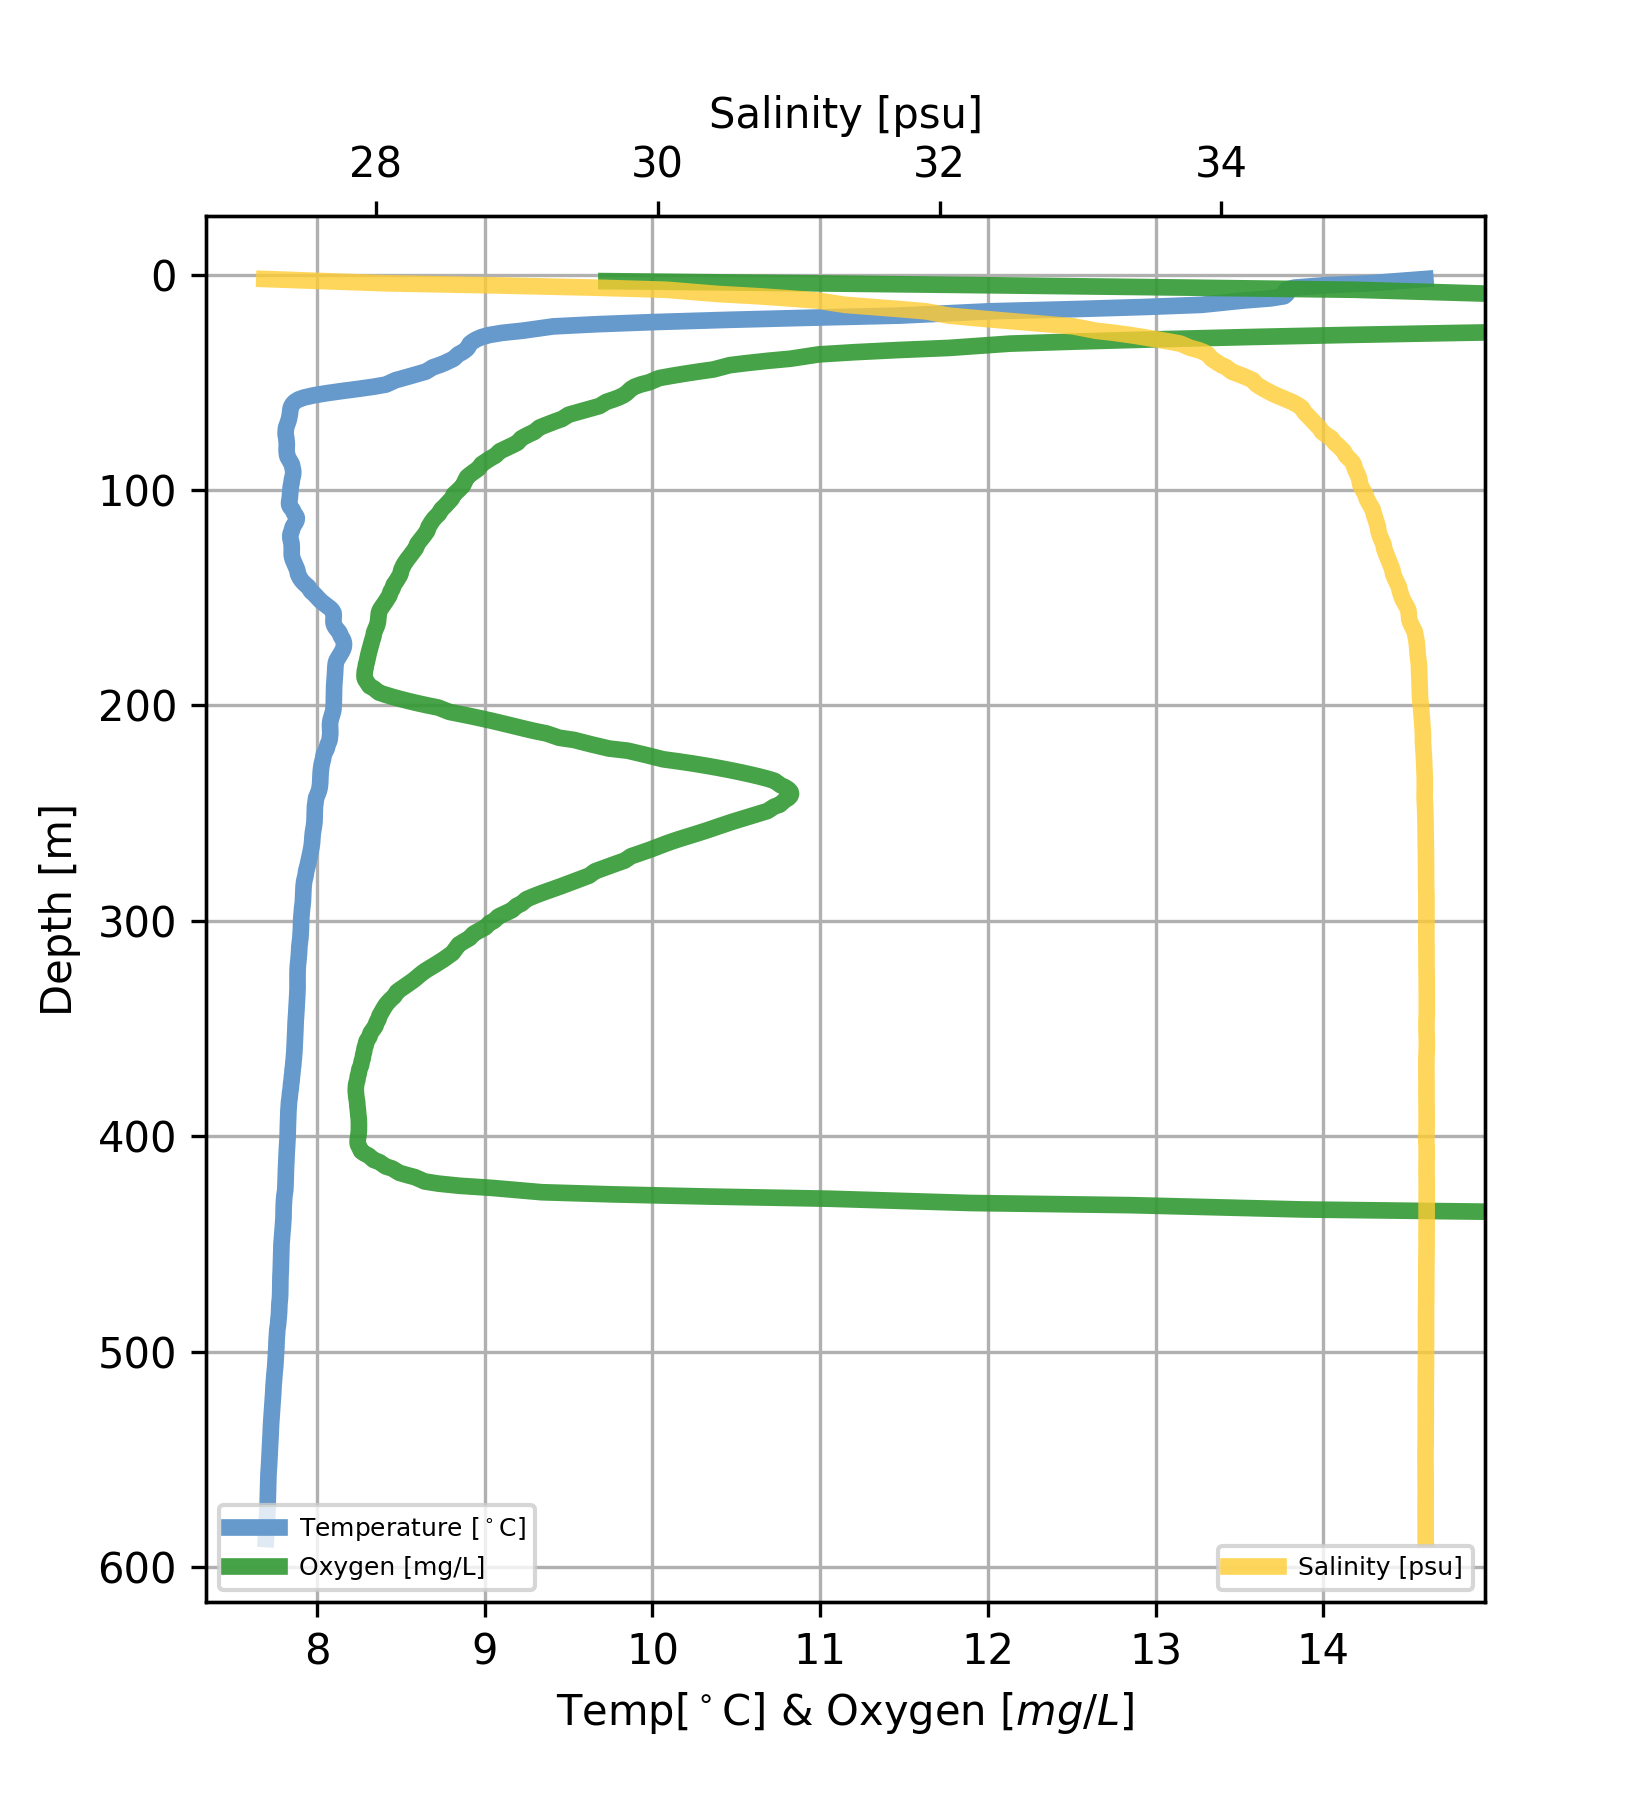 Salinity [psu]
28 30 32 34
0
100
200
300
400
500
600
Depth [m]
Temperature [°C]
Oxygen [mg/L]
Salinity [psu]
8 9 10 11 12 13 14
Temp[°C] & Oxygen [mg/L]